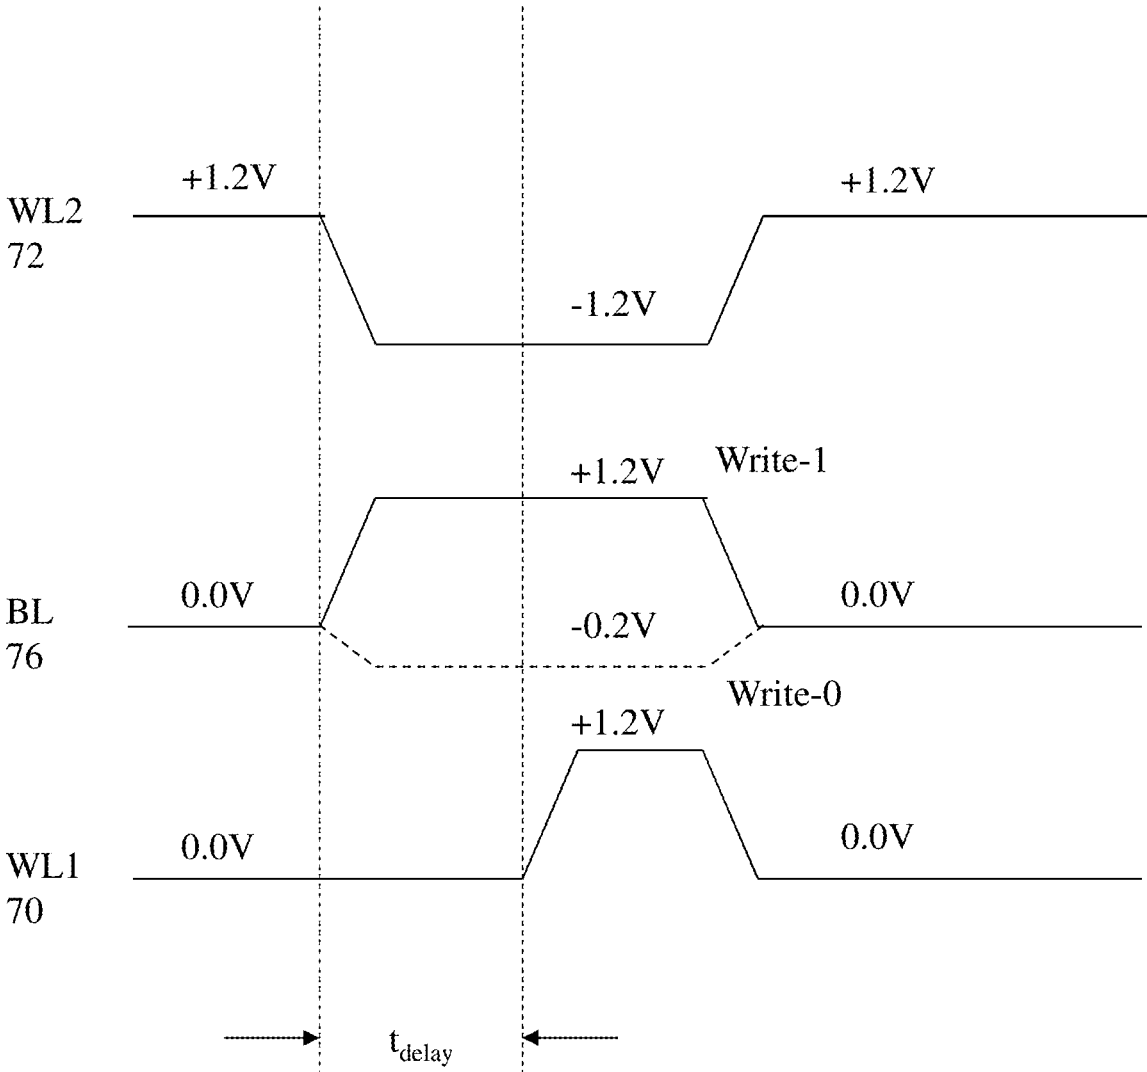 +1.2V
+1.2V
WL2
72
-1.2V
+1.2V
Write-1
0.0V
0.0V
BL
76
-0.2V
Write-0
+1.2V
0.0V
0.0V
WL1
70
tdelay